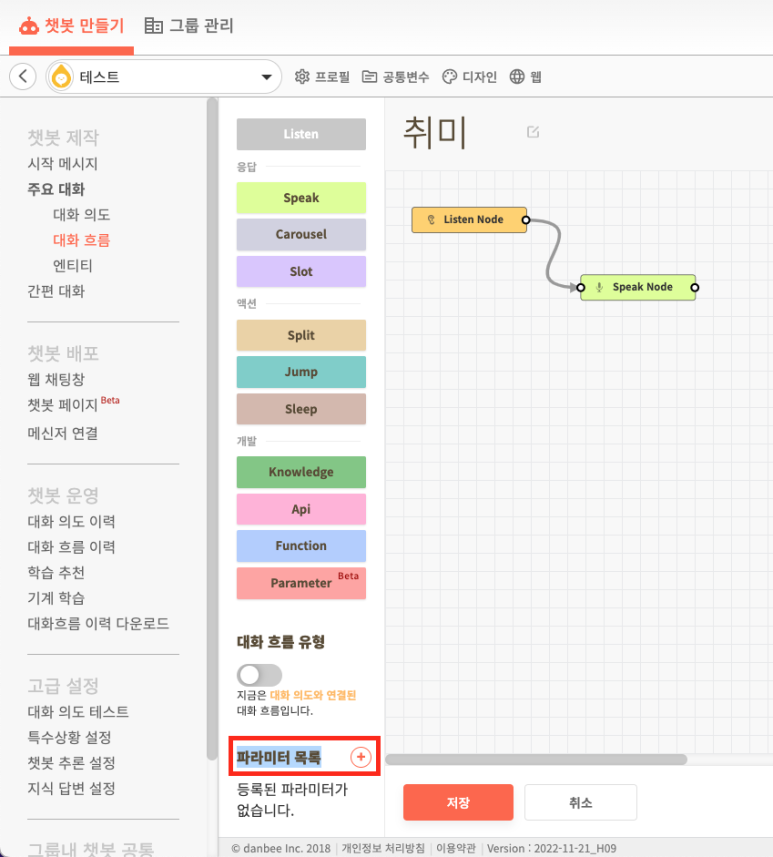 챗봇 만들기 그룹 관리
테스트 프로필 공통변수 디자인 웹
챗봇 제작
시작 메시지
주요 대화
대화 의도
대화 흐름
엔티티
간편 대화
챗봇 배포
웹 채팅창
챗봇 페이지 Beta
메신저 연결
챗봇 운영
대화 의도 이력
대화 흐름 이력
학습 추천
기계 학습
대화흐름 이력 다운로드
고급 설정
대화 의도 테스트
특수상황 설정
챗봇 추론 설정
지식 답변 설정
그룹내 챗봇 공통
Listen
응답
Speak
Carousel
Slot
액션
Split
Jump
Sleep
개발
Knowledge
Api
Function
Parameter Beta
대화 흐름 유형
지금은 대화 의도와 연결된
대화 흐름입니다.
파라미터 목록
등록된 파라미터가
없습니다.
취미
Listen Node
Speak Node
저장 취소
© danbee Inc. 2018 개인정보 처리방침 이용약관 Version : 2022-11-21_H09